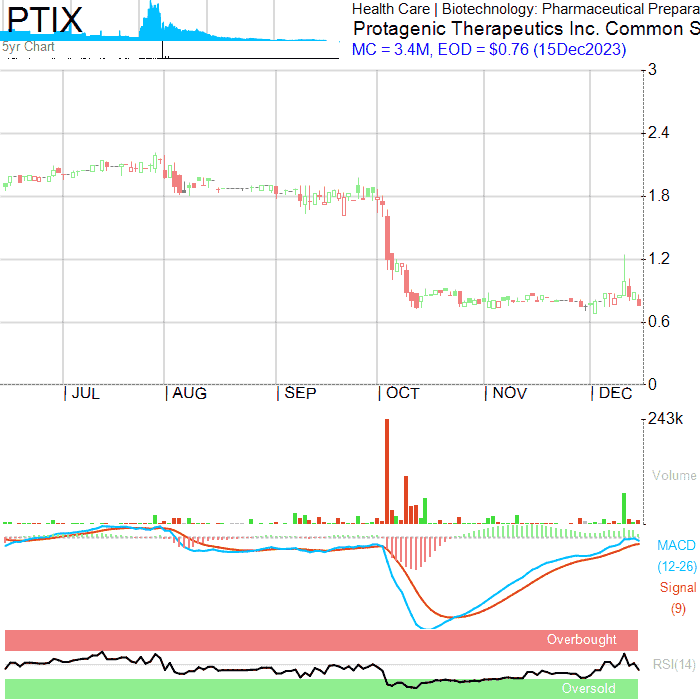 PTIX
5yr Chart
Health Care | Biotechnology: Pharmaceutical Prepara
Protagenic Therapeutics Inc. Common S
MC = 3.4M, EOD = $0.76 (15Dec2023)
3
2.4
1.8
1.2
0.6
0
| JUL | AUG | SEP | OCT | NOV | DEC
243k
Volume
MACD
(12-26)
Signal
(9)
Overbought
RSI(14)
Oversold